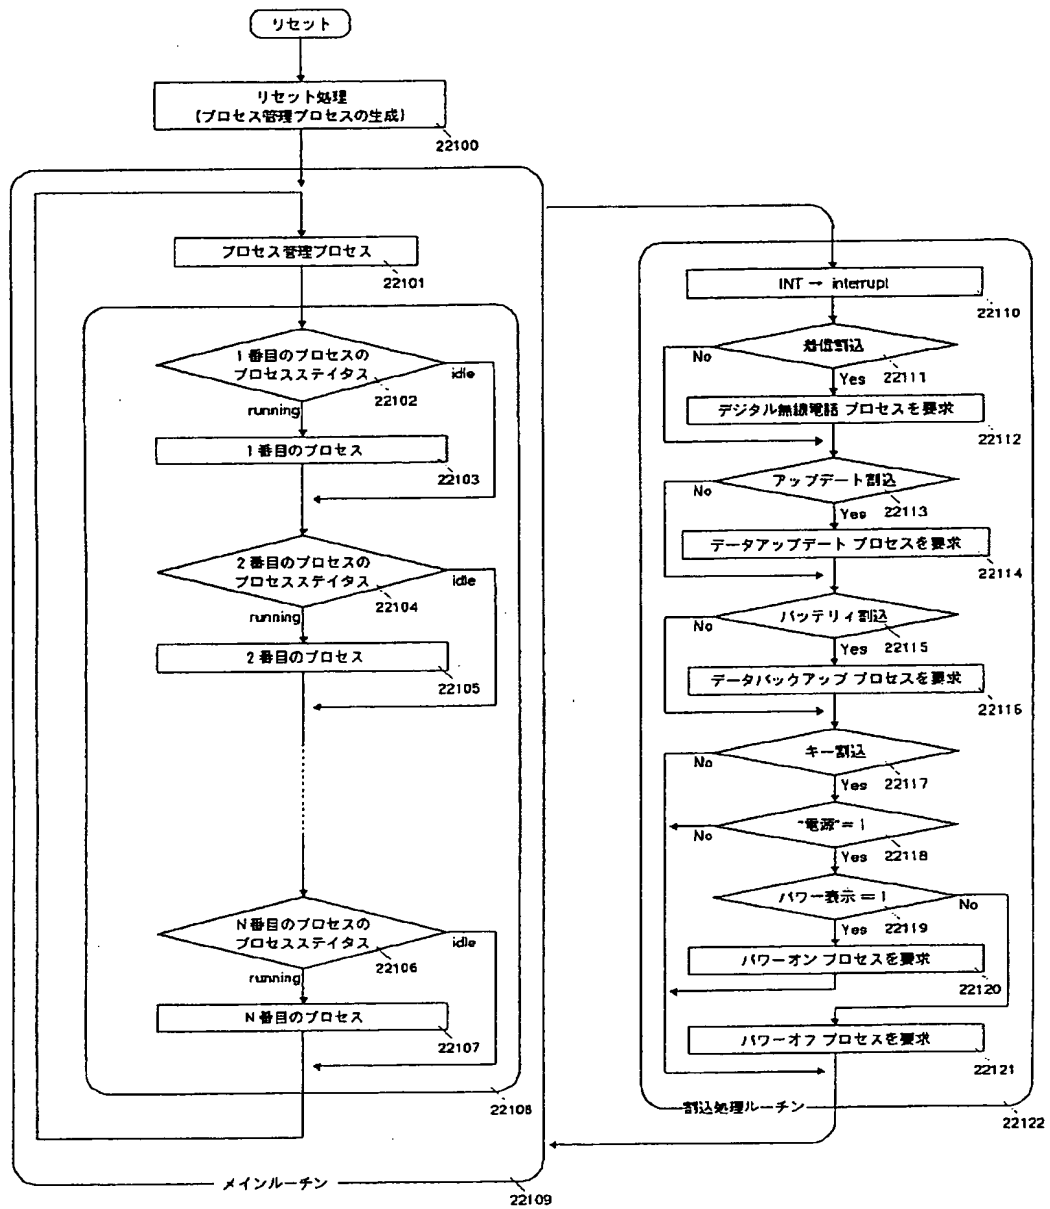 リセット
リセット処理
(プロセス管理プロセスの生成)
22100
プロセス管理プロセス
22101
1番目のプロセスの
プロセスステイタス
22102
idle
running
1番目のプロセス
22103
2番目のプロセスの
プロセスステイタス
22104
idle
running
2番目のプロセス
22105
N番目のプロセスの
プロセスステイタス
22106
idle
running
N番目のプロセス
22107
22108
メインルーチン
22109
INT → interrupt
22110
着信割込
22111
No
Yes
デジタル無線電話 プロセスを要求
22112
アップデート割込
22113
No
Yes
データアップデート プロセスを要求
22114
バッテリィ割込
22115
No
Yes
データバックアップ プロセスを要求
22116
キー割込
22117
No
Yes
"電源"=1
22118
No
Yes
パワー表示=1
22119
No
Yes
パワーオン プロセスを要求
22120
パワーオフ プロセスを要求
22121
割込処理ルーチン
22122